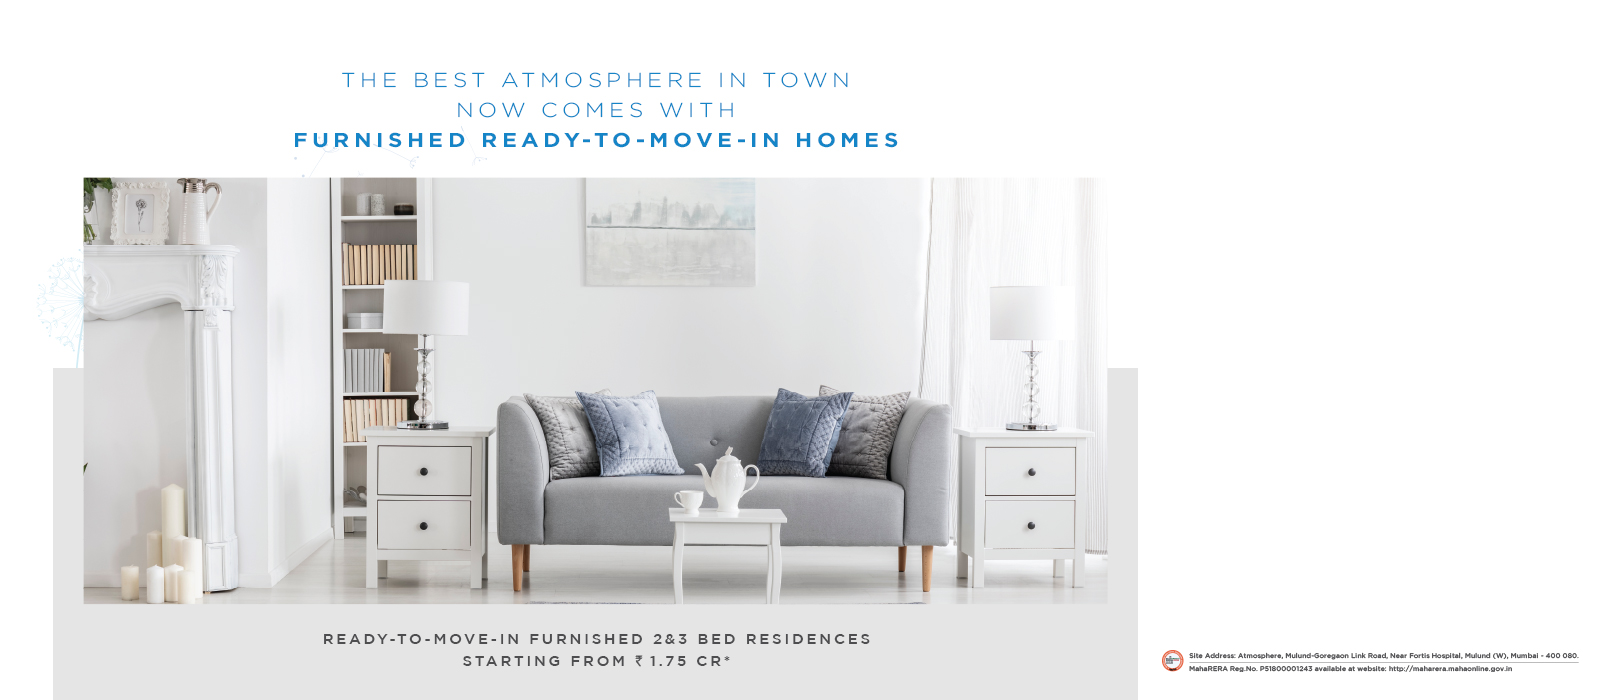 THE BEST ATMOSPHERE IN TOWN
NOW COMES WITH
FURNISHED READY-TO-MOVE-IN HOMES
READY-TO-MOVE-IN FURNISHED 2&3 BED RESIDENCES
STARTING FROM ₹ 1.75 CR*
Site Address: Atmosphere, Mulund-Goregaon Link Road, Near Fortis Hospital, Mulund (W), Mumbai - 400 080.
MahaRERA Reg.No. P51800001243 available at website: http://maharera.mahaonline.gov.in